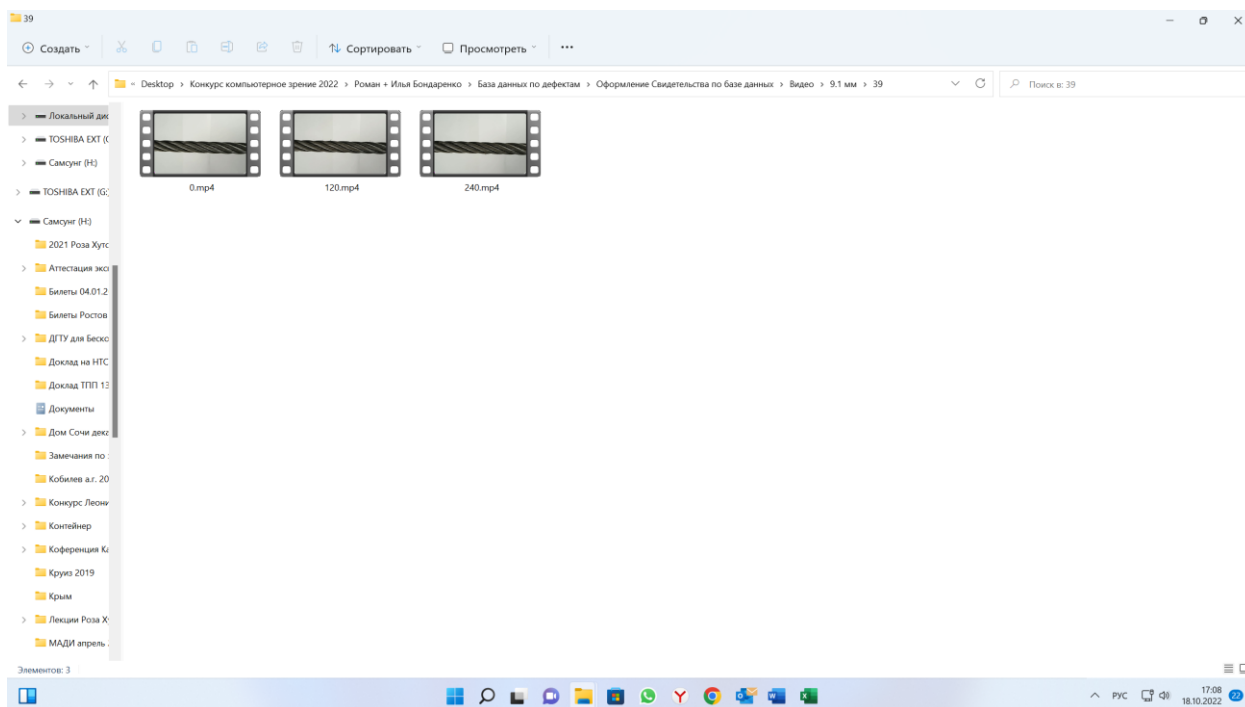 39
Создать
Сортировать
Просмотреть
« Desktop > Конкурс компьютерное зрение 2022 > Роман + Илья Бондаренко > База данных по дефектам > Оформление Свидетельства по базе данных > Видео > 9.1 мм > 39
Поиск в: 39
Локальный дис
TOSHIBA EXT (
Самсунг (H:)
TOSHIBA EXT (G:
Самсунг (H:)
2021 Роза Хуто
Аттестация эксп
Билеты 04.01.2
Билеты Ростов
ДГТУ для Беско
Доклад на НТС
Доклад ТПП 13
Документы
Дом Сочи дека
Замечания по
Кобилев а.г. 20
Конкурс Леони
Контейнер
Коференция Ка
Круиз 2019
Крым
Лекции Роза Х
МАДИ апрель
0.mp4
120.mp4
240.mp4
Элементов: 3
РУС
17:08
18.10.2022
22